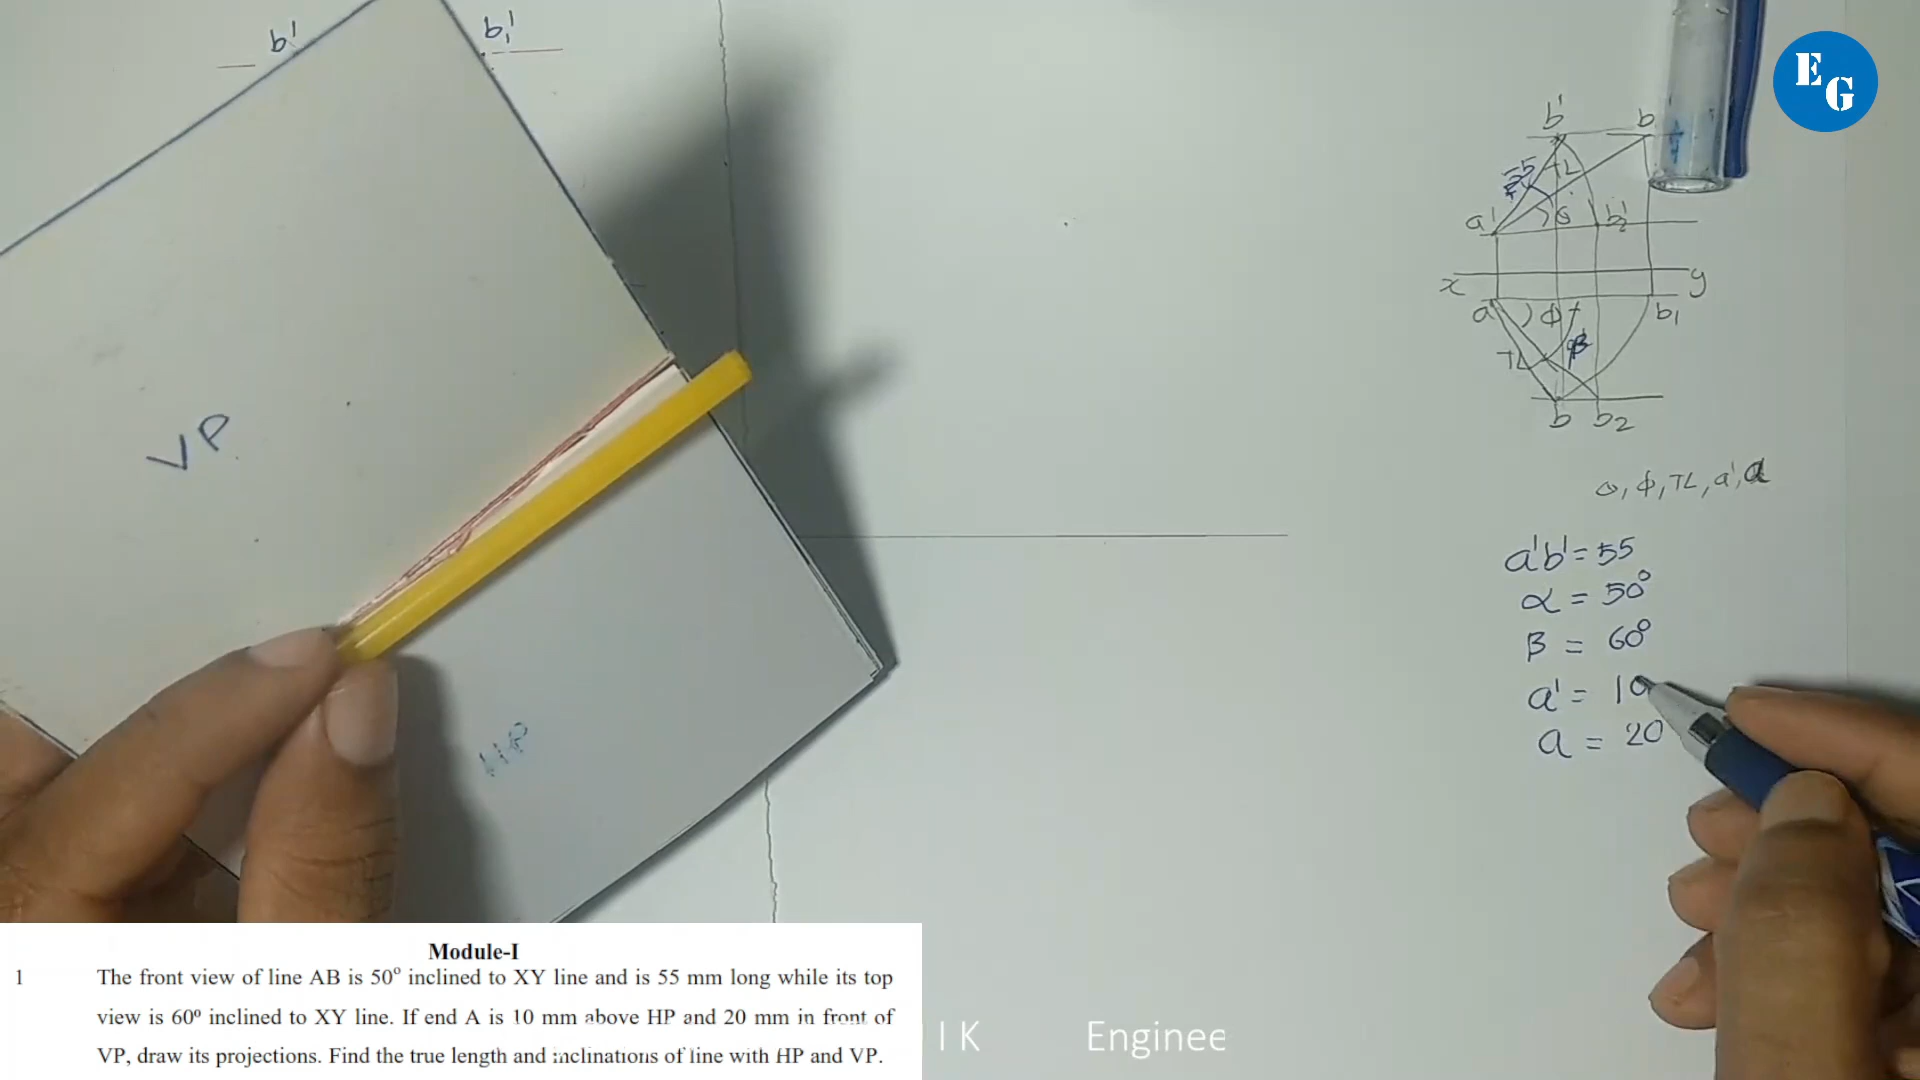 b'
b1'
EG
b'
b
55
TL
a'
θ
b2'
x
y
a
ϕ
b1
β
TL
b
b2
θ, ϕ, TL, a', a
a'b' = 55
α = 50°
β = 60°
a' = 10
a = 20
VP
HP
Module-I
1 The front view of line AB is 50° inclined to XY line and is 55 mm long while its top
view is 60° inclined to XY line. If end A is 10 mm above HP and 20 mm in front of
VP, draw its projections. Find the true length and inclinations of line with HP and VP.
I K Enginee